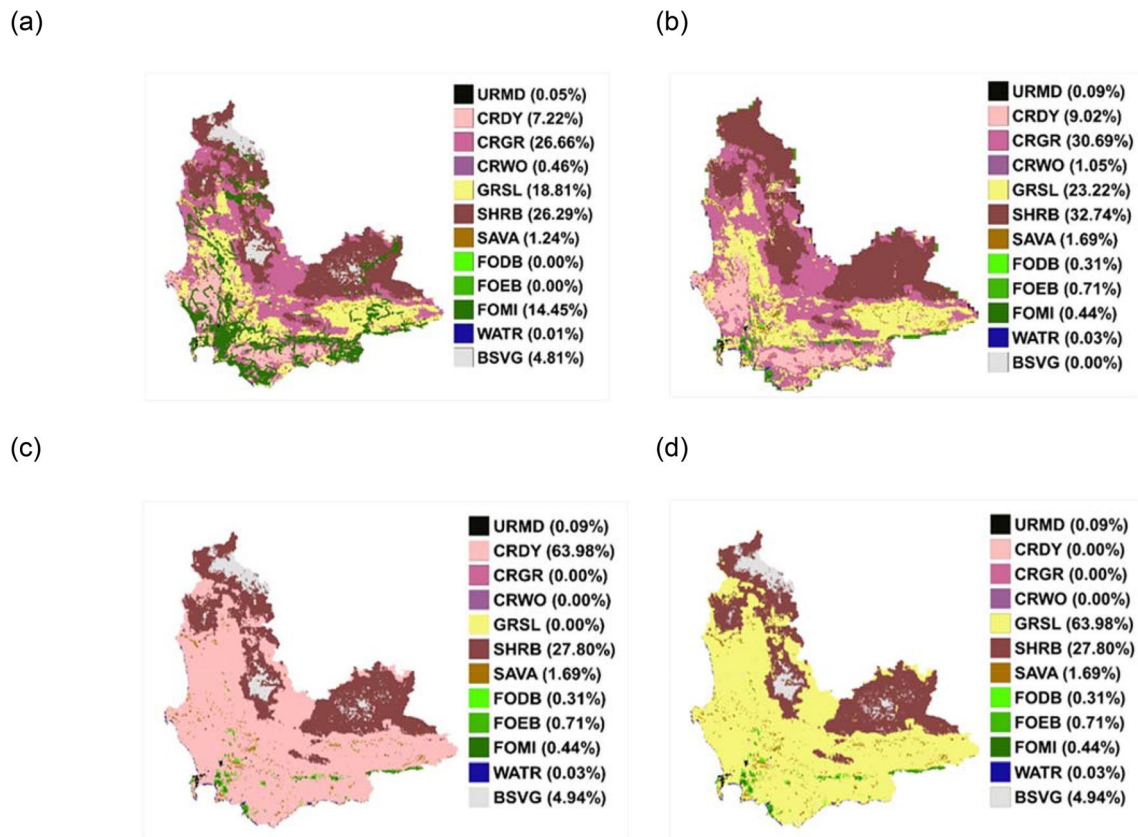 (a)
(b)
URMD (0.05%)
CRDY (7.22%)
CRGR (26.66%)
CRWO (0.46%)
GRSL (18.81%)
SHRB (26.29%)
SAVA (1.24%)
FODB (0.00%)
FOEB (0.00%)
FOMI (14.45%)
WATR (0.01%)
BSVG (4.81%)
URMD (0.09%)
CRDY (9.02%)
CRGR (30.69%)
CRWO (1.05%)
GRSL (23.22%)
SHRB (32.74%)
SAVA (1.69%)
FODB (0.31%)
FOEB (0.71%)
FOMI (0.44%)
WATR (0.03%)
BSVG (0.00%)
(c)
(d)
URMD (0.09%)
CRDY (63.98%)
CRGR (0.00%)
CRWO (0.00%)
GRSL (0.00%)
SHRB (27.80%)
SAVA (1.69%)
FODB (0.31%)
FOEB (0.71%)
FOMI (0.44%)
WATR (0.03%)
BSVG (4.94%)
URMD (0.09%)
CRDY (0.00%)
CRGR (0.00%)
CRWO (0.00%)
GRSL (63.98%)
SHRB (27.80%)
SAVA (1.69%)
FODB (0.31%)
FOEB (0.71%)
FOMI (0.44%)
WATR (0.03%)
BSVG (4.94%)